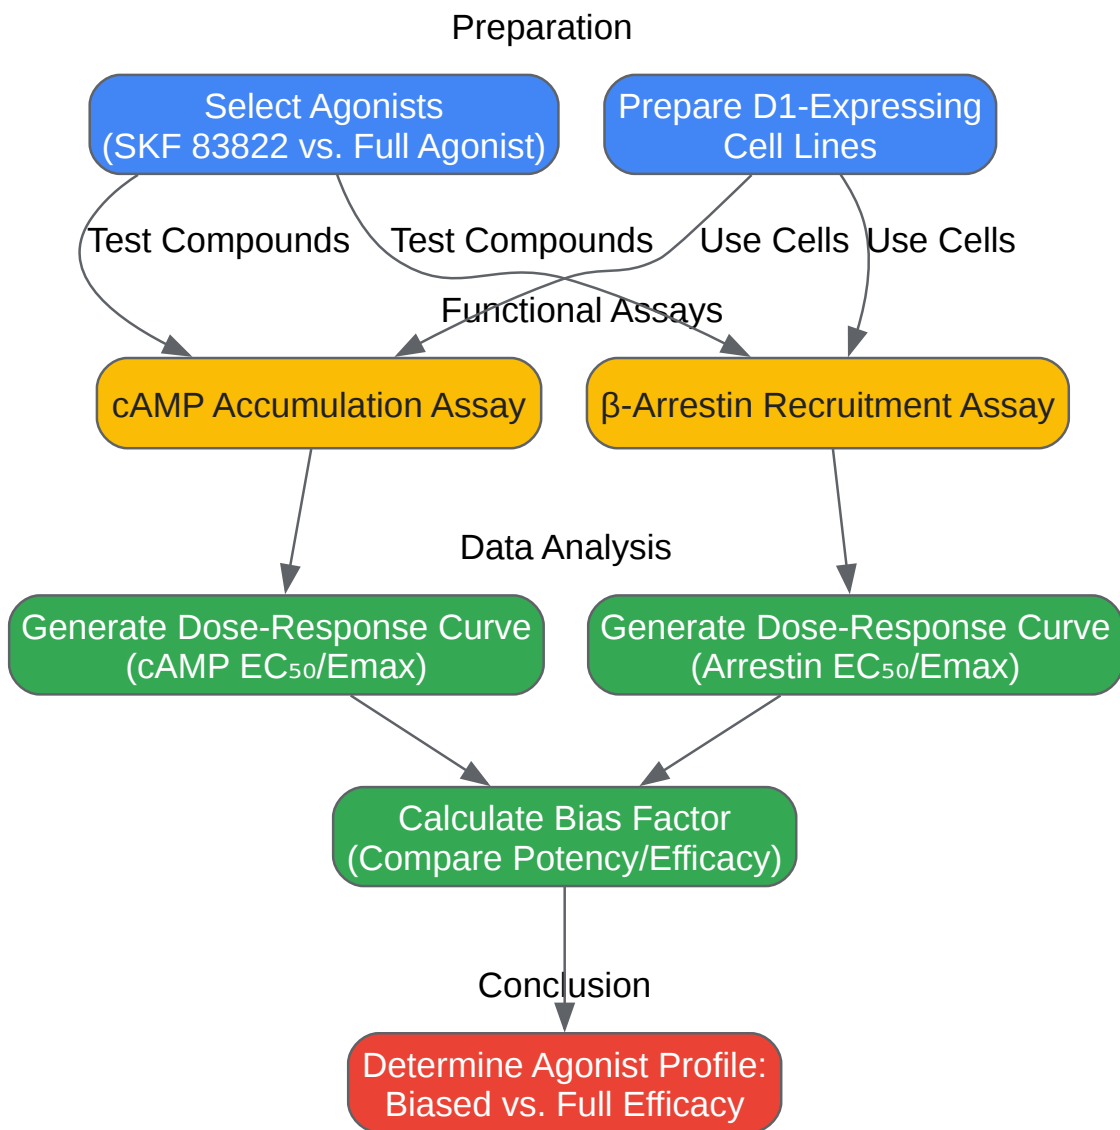 Preparation
Select Agonists
(SKF 83822 vs. Full Agonist)
Prepare D1-Expressing
Cell Lines
Test Compounds
Test Compounds
Use Cells
Use Cells
Functional Assays
cAMP Accumulation Assay
β-Arrestin Recruitment Assay
Data Analysis
Generate Dose-Response Curve
(cAMP EC₅₀/Emax)
Generate Dose-Response Curve
(Arrestin EC₅₀/Emax)
Calculate Bias Factor
(Compare Potency/Efficacy)
Conclusion
Determine Agonist Profile:
Biased vs. Full Efficacy